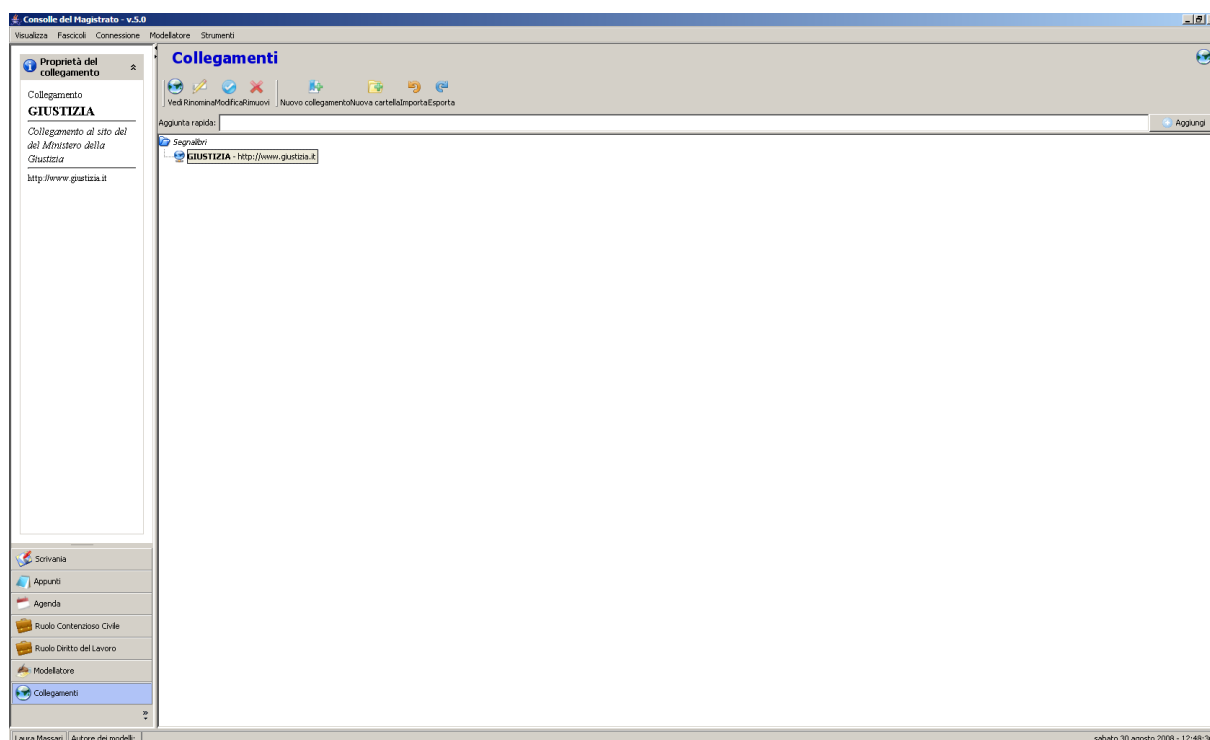 Consolle del Magistrato - v.5.0
Visualizza Fascicoli Connessione Modellatore Strumenti
Proprietà del
collegamento
Collegamento
GIUSTIZIA
Collegamento al sito del
del Ministero della
Giustizia
http://www.giustizia.it
Collegamenti
Vedi Rinomina Modifica Rimuovi Nuovo collegamento Nuova cartella Importa Esporta
Aggiunta rapida: Aggiungi
Segnalibri
GIUSTIZIA - http://www.giustizia.it
Scrivania
Appunti
Agenda
Ruolo Contenzioso Civile
Ruolo Diritto del Lavoro
Modellatore
Collegamenti
Laura Massari Autore dei modelli: sabato 30 agosto 2008 - 12:48:3